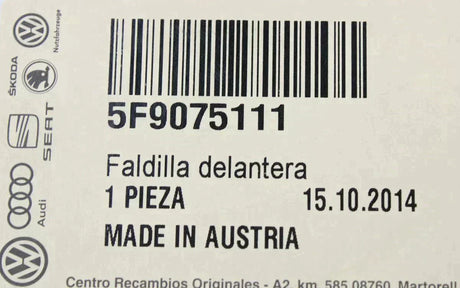 Nutzfahrzeuge
ŠKODA
SEAT
Audi
5F9075111
Faldilla delantera
1 PIEZA 15.10.2014
MADE IN AUSTRIA
Centro Recambios Originales - A2, km. 585 08760, Martorell